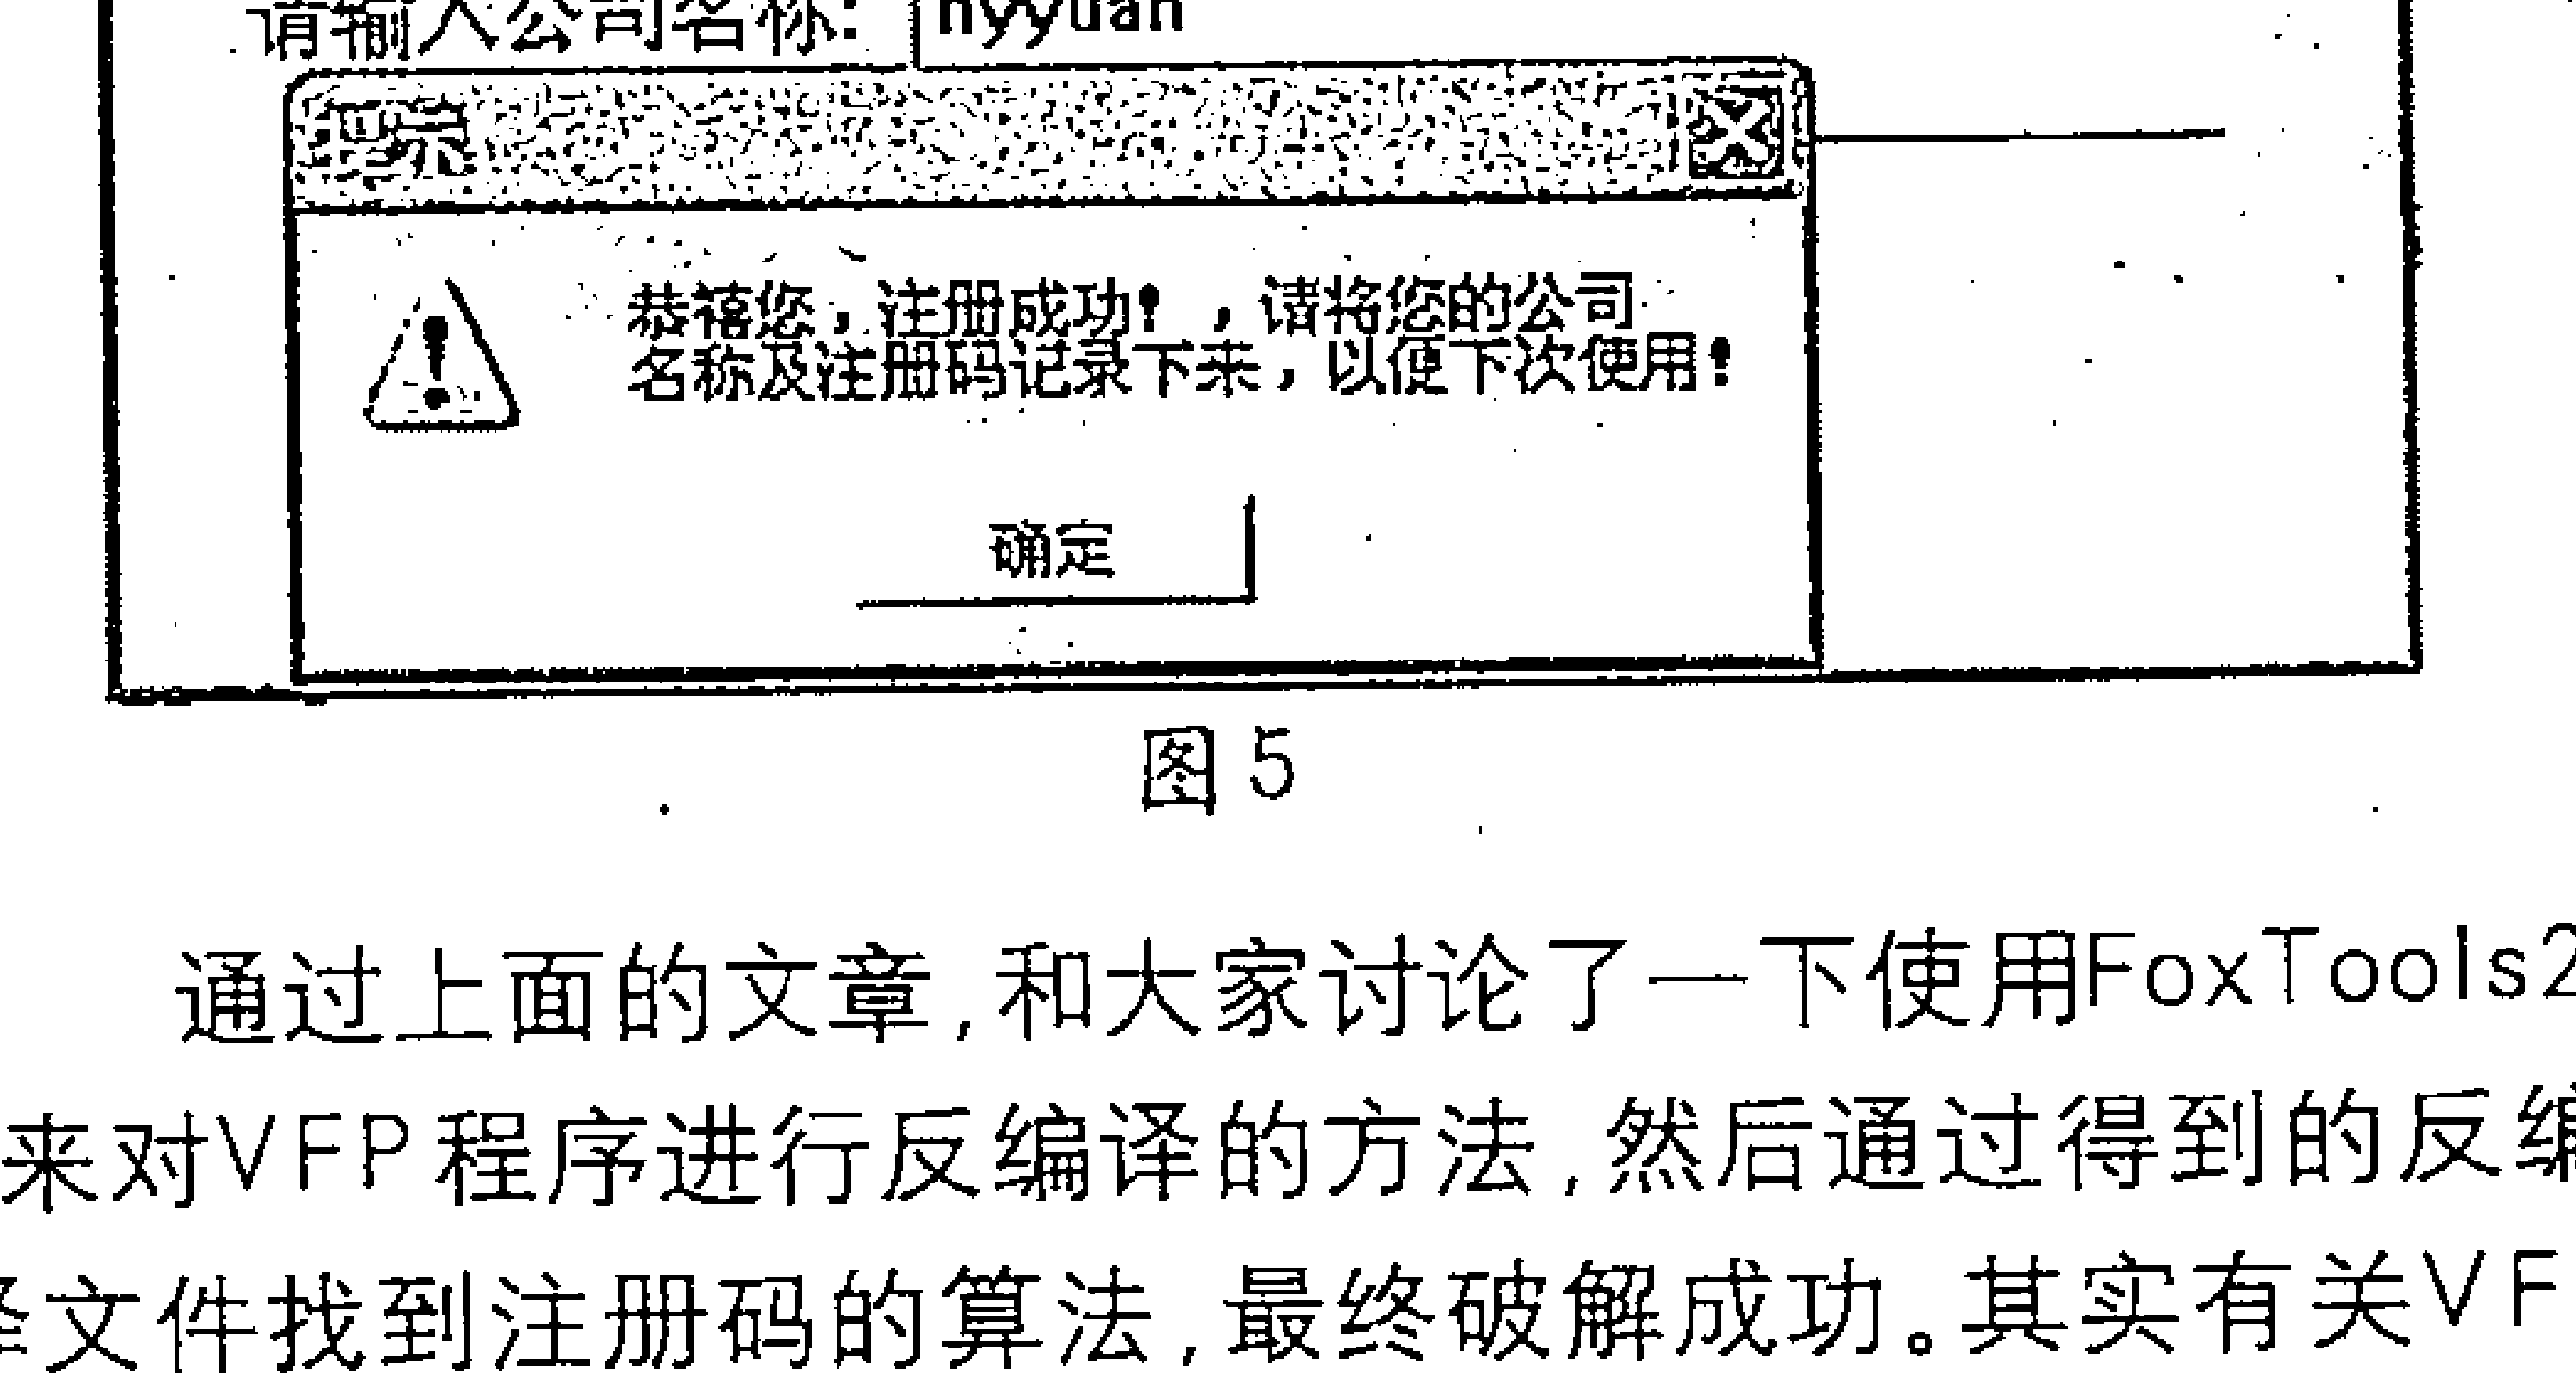 请输入公司名称: hyyuan
提示
恭禧您，注册成功！，请将您的公司
名称及注册码记录下来，以便下次使用！
确定
图 5
通过上面的文章,和大家讨论了一下使用FoxTools2
来对VFP程序进行反编译的方法,然后通过得到的反编
译文件找到注册码的算法,最终破解成功。其实有关VF